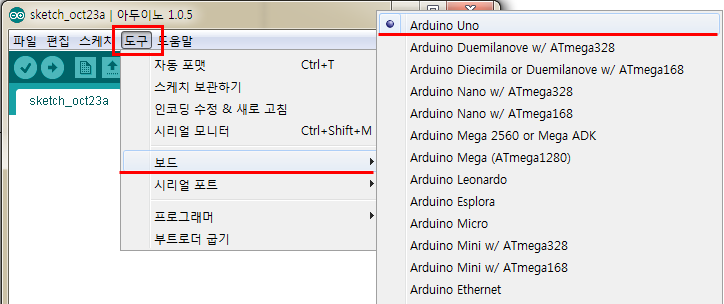 sketch_oct23a | 아두이노 1.0.5
파일 편집 스케치 도구 도움말
sketch_oct23a
자동 포맷 Ctrl+T
스케치 보관하기
인코딩 수정 & 새로 고침
시리얼 모니터 Ctrl+Shift+M
보드
시리얼 포트
프로그래머
부트로더 굽기
Arduino Uno
Arduino Duemilanove w/ ATmega328
Arduino Diecimila or Duemilanove w/ ATmega168
Arduino Nano w/ ATmega328
Arduino Nano w/ ATmega168
Arduino Mega 2560 or Mega ADK
Arduino Mega (ATmega1280)
Arduino Leonardo
Arduino Esplora
Arduino Micro
Arduino Mini w/ ATmega328
Arduino Mini w/ ATmega168
Arduino Ethernet